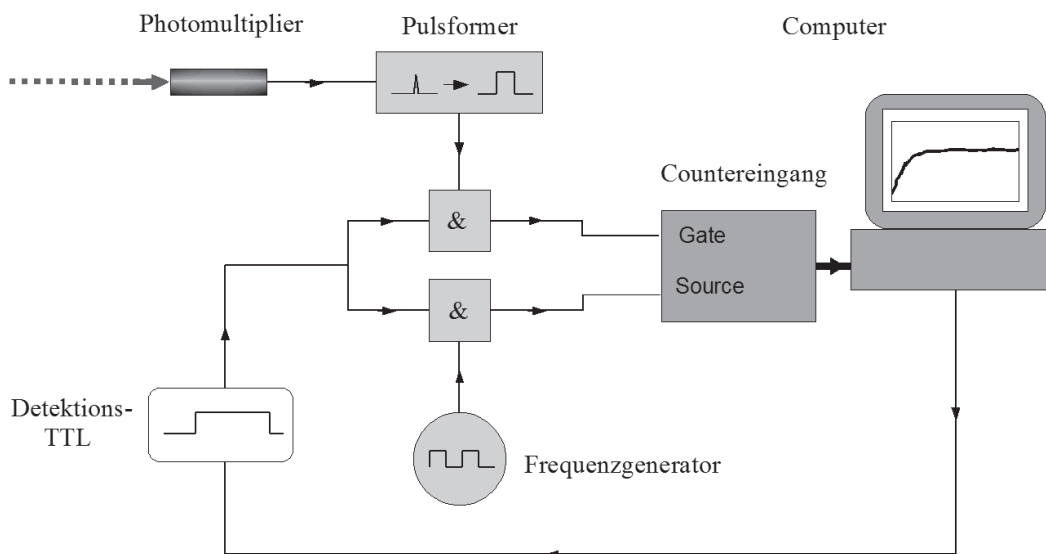 Photomultiplier
Pulsformer
Computer
Countereingang
&
Gate
Source
&
Detektions-
TTL
Frequenzgenerator